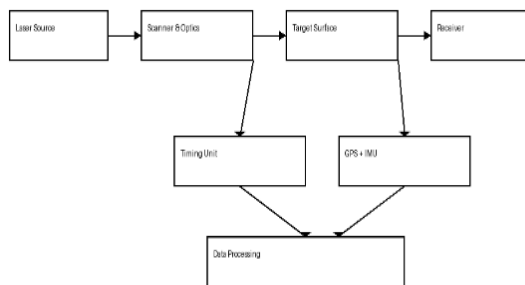 Laser Source
Scanner & Optics
Target Surface
Receiver
Timing Unit
GPS + IMU
Data Processing